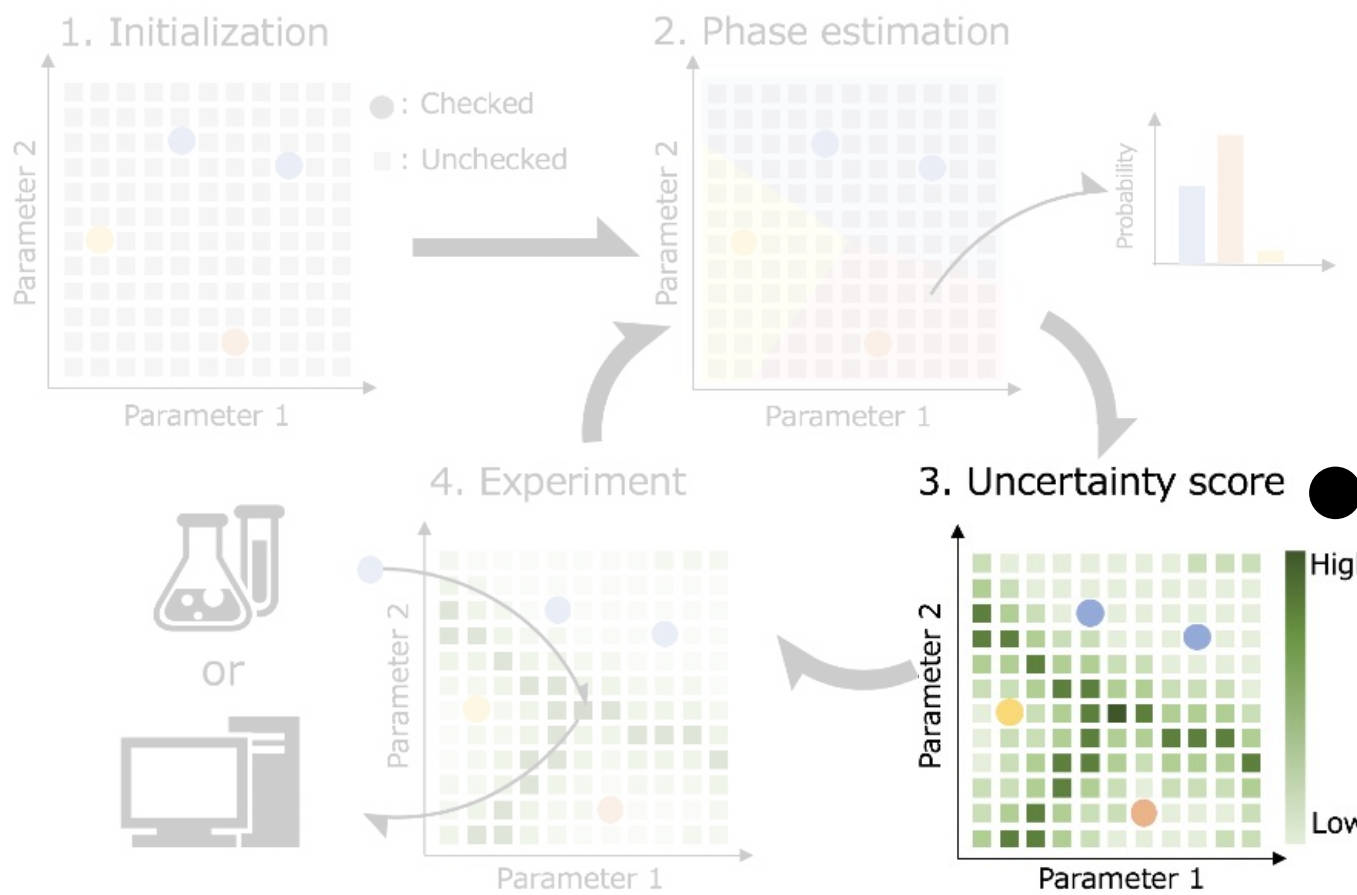 1. Initialization
2. Phase estimation
: Checked
: Unchecked
Parameter 2
Parameter 1
Parameter 2
Parameter 1
Probability
4. Experiment
3. Uncertainty score
or
Parameter 2
Parameter 1
Parameter 2
Parameter 1
High
Low